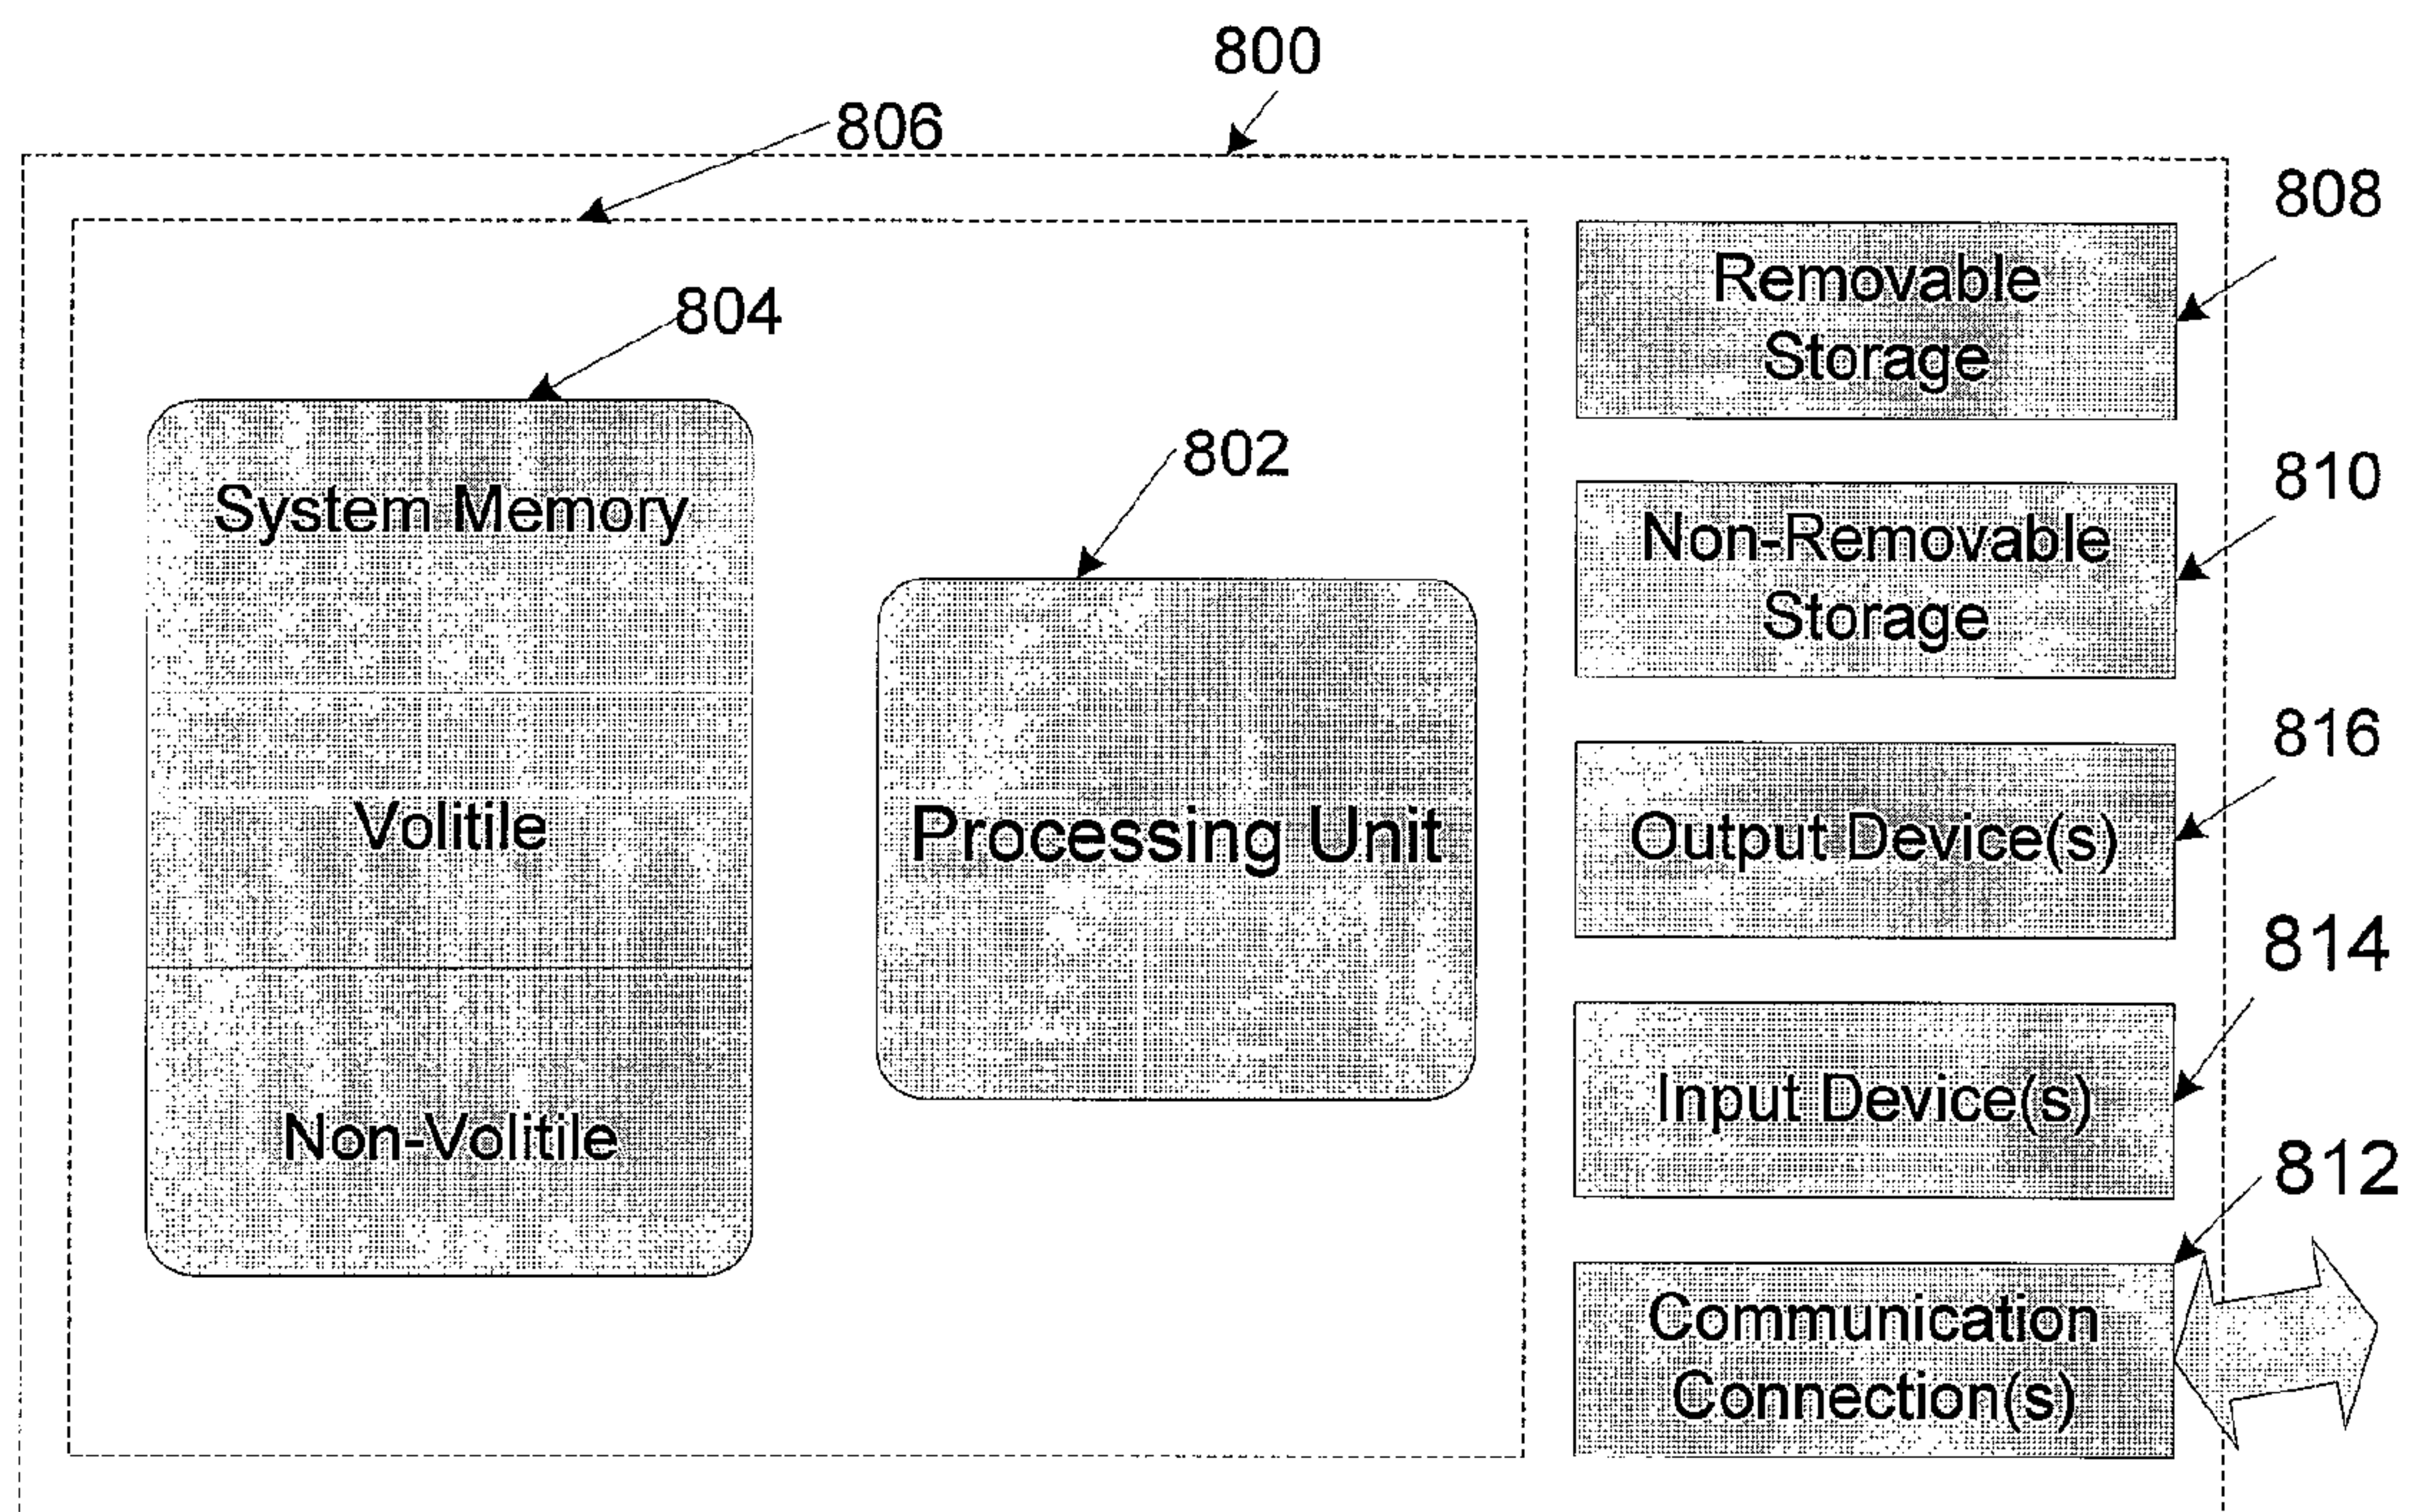 800
806
808
Removable
Storage
804
802
810
System Memory
Non-Removable
Storage
816
Volitile
Processing Unit
Output Device(s)
814
Input Device(s)
Non-Volitile
812
Communication
Connection(s)